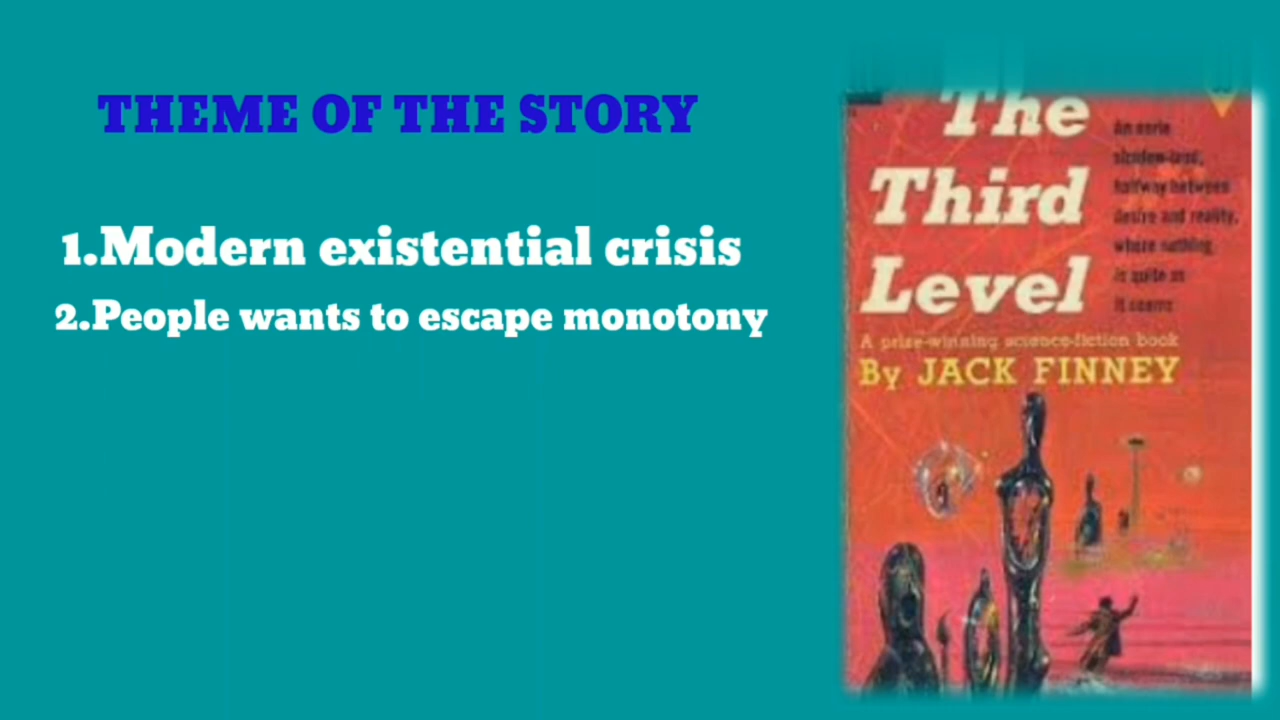 THEME OF THE STORY
1.Modern existential crisis
2.People wants to escape monotony
The
Third
Level
An eerie
shadow-land,
halfway between
desire and reality,
where nothing
is quite as
it seems
A prize-winning science-fiction book
By JACK FINNEY